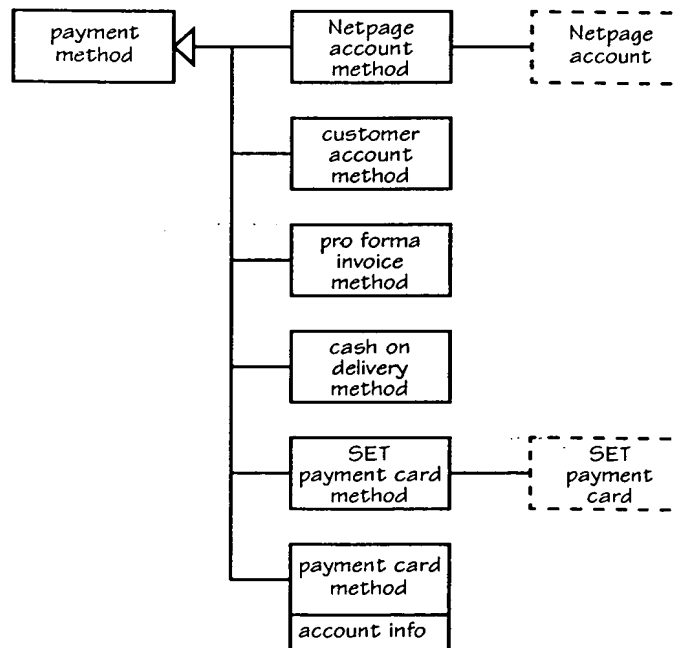 payment
method
Netpage
account
method
Netpage
account
customer
account
method
pro forma
invoice
method
cash on
delivery
method
SET
payment card
method
SET
payment
card
payment card
method
account info